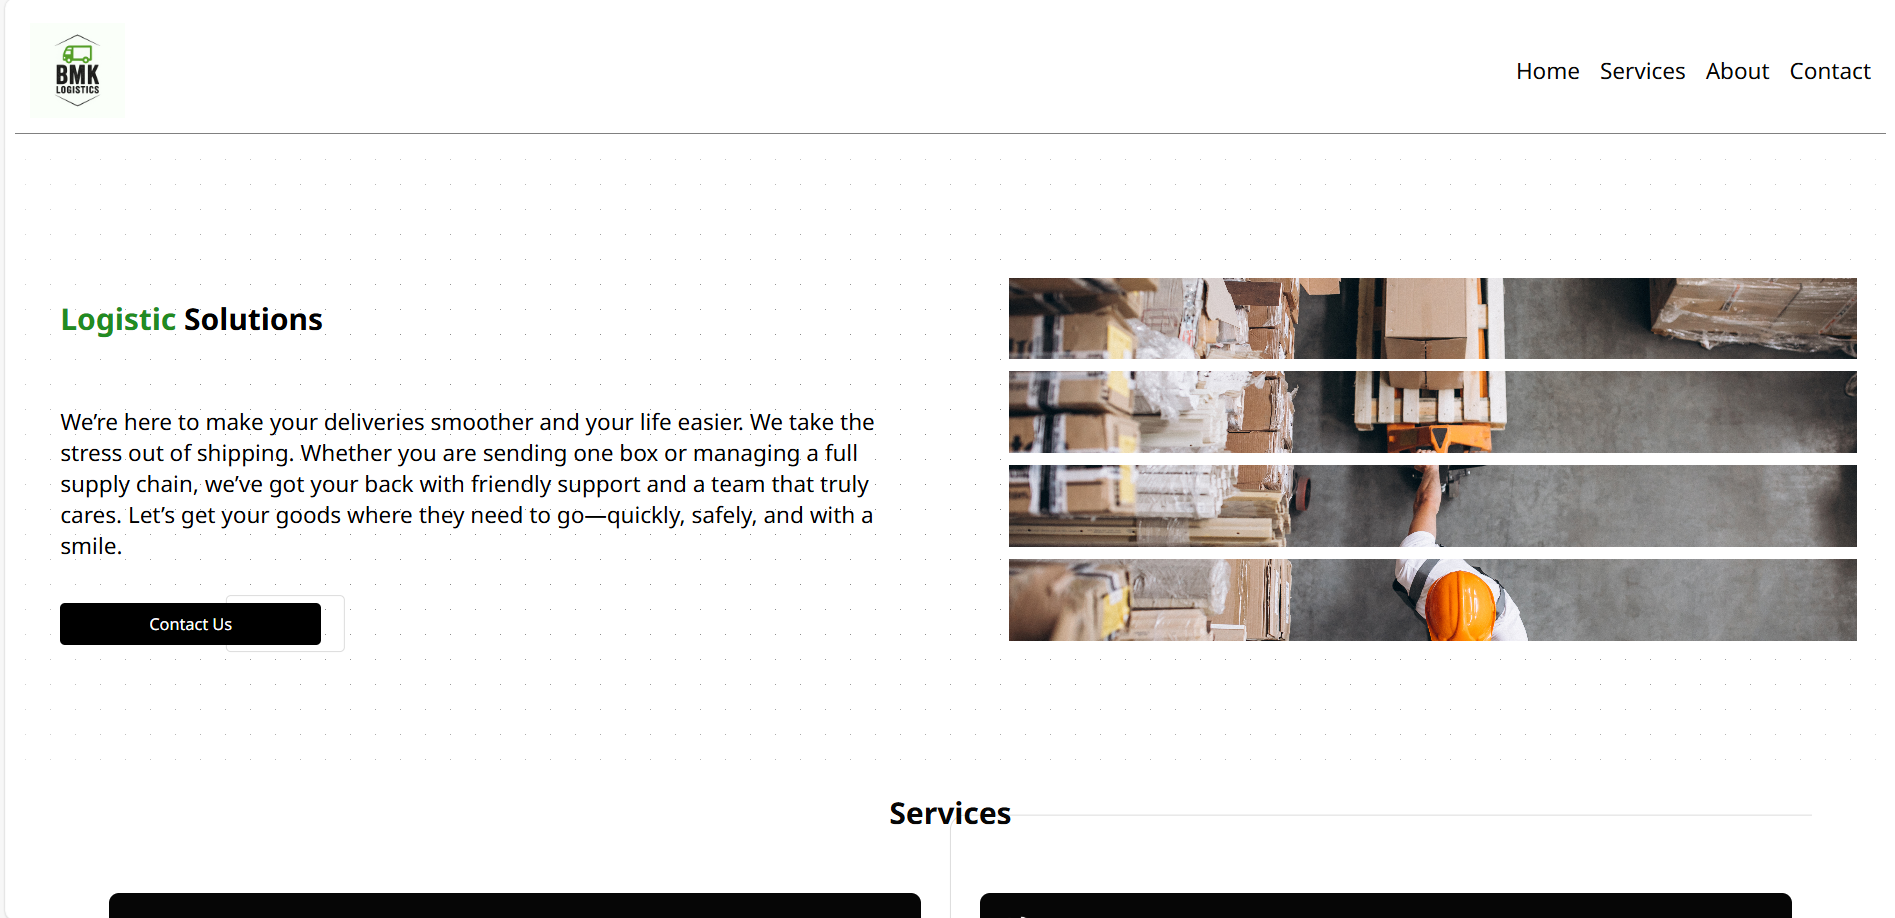 BMK
LOGISTICS
Home Services About Contact
Logistic Solutions
We’re here to make your deliveries smoother and your life easier. We take the
stress out of shipping. Whether you are sending one box or managing a full
supply chain, we’ve got your back with friendly support and a team that truly
cares. Let’s get your goods where they need to go—quickly, safely, and with a
smile.
Contact Us
Services